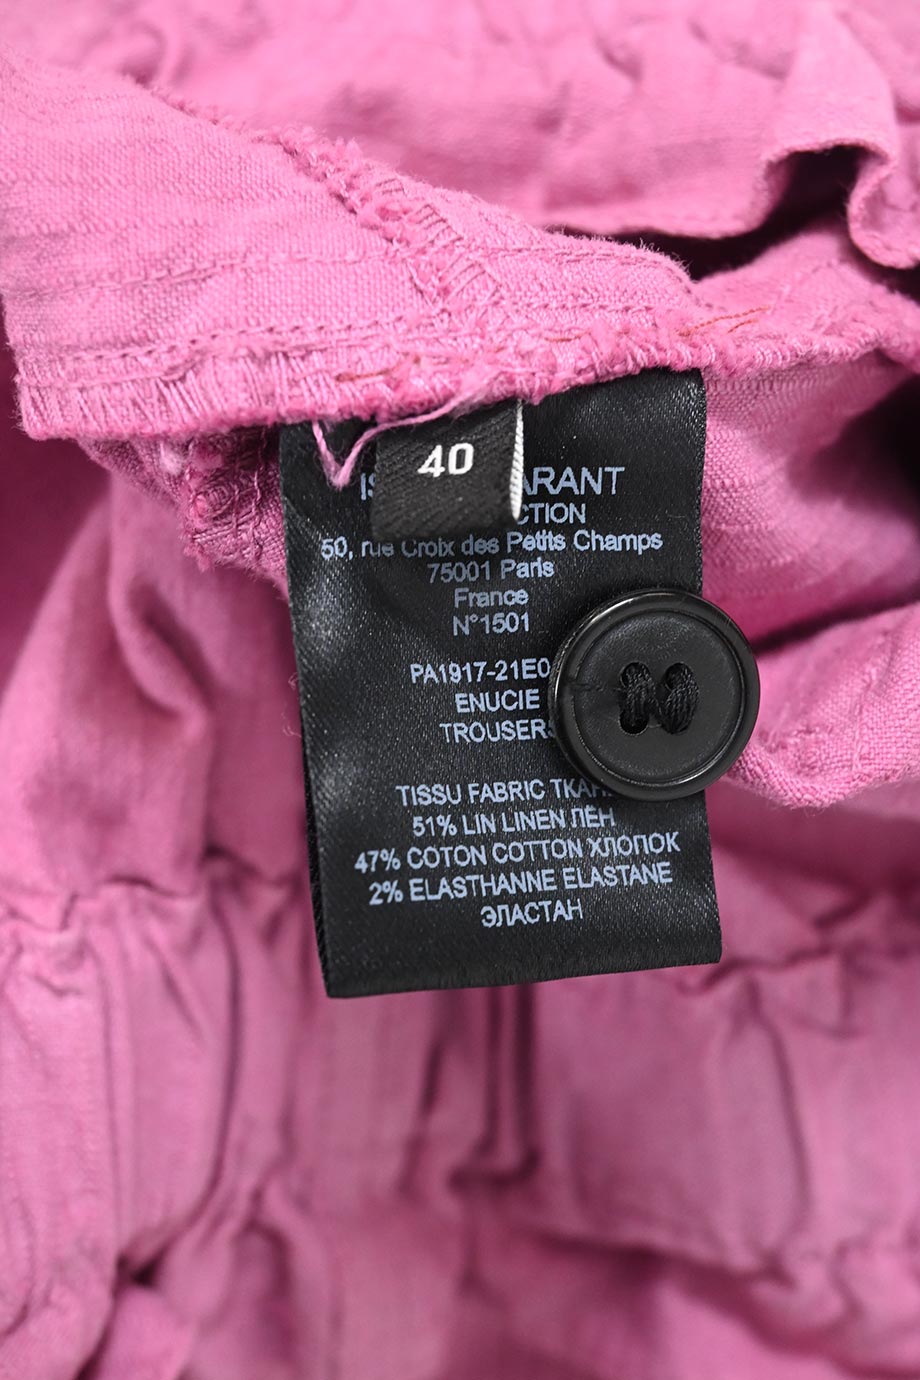 40
ARANT
CTION
50, rue Croix des Petits Champs
75001 Paris
France
N°1501
PA1917-21E0
ENUCIE
TROUSERS
TISSU FABRIC
51% LIN LINEN ЛЕН
47% COTON COTTON ХЛОПОК
2% ELASTHANNE ELASTANE
ЭЛАСТАН